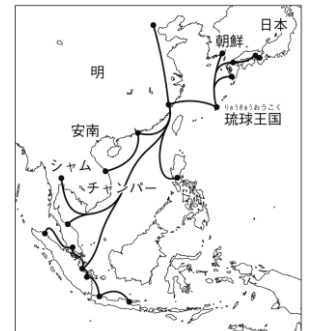 日本
朝鮮
明
りゅうきゅうおうこく
琉球王国
安南
シャム
チャンパー